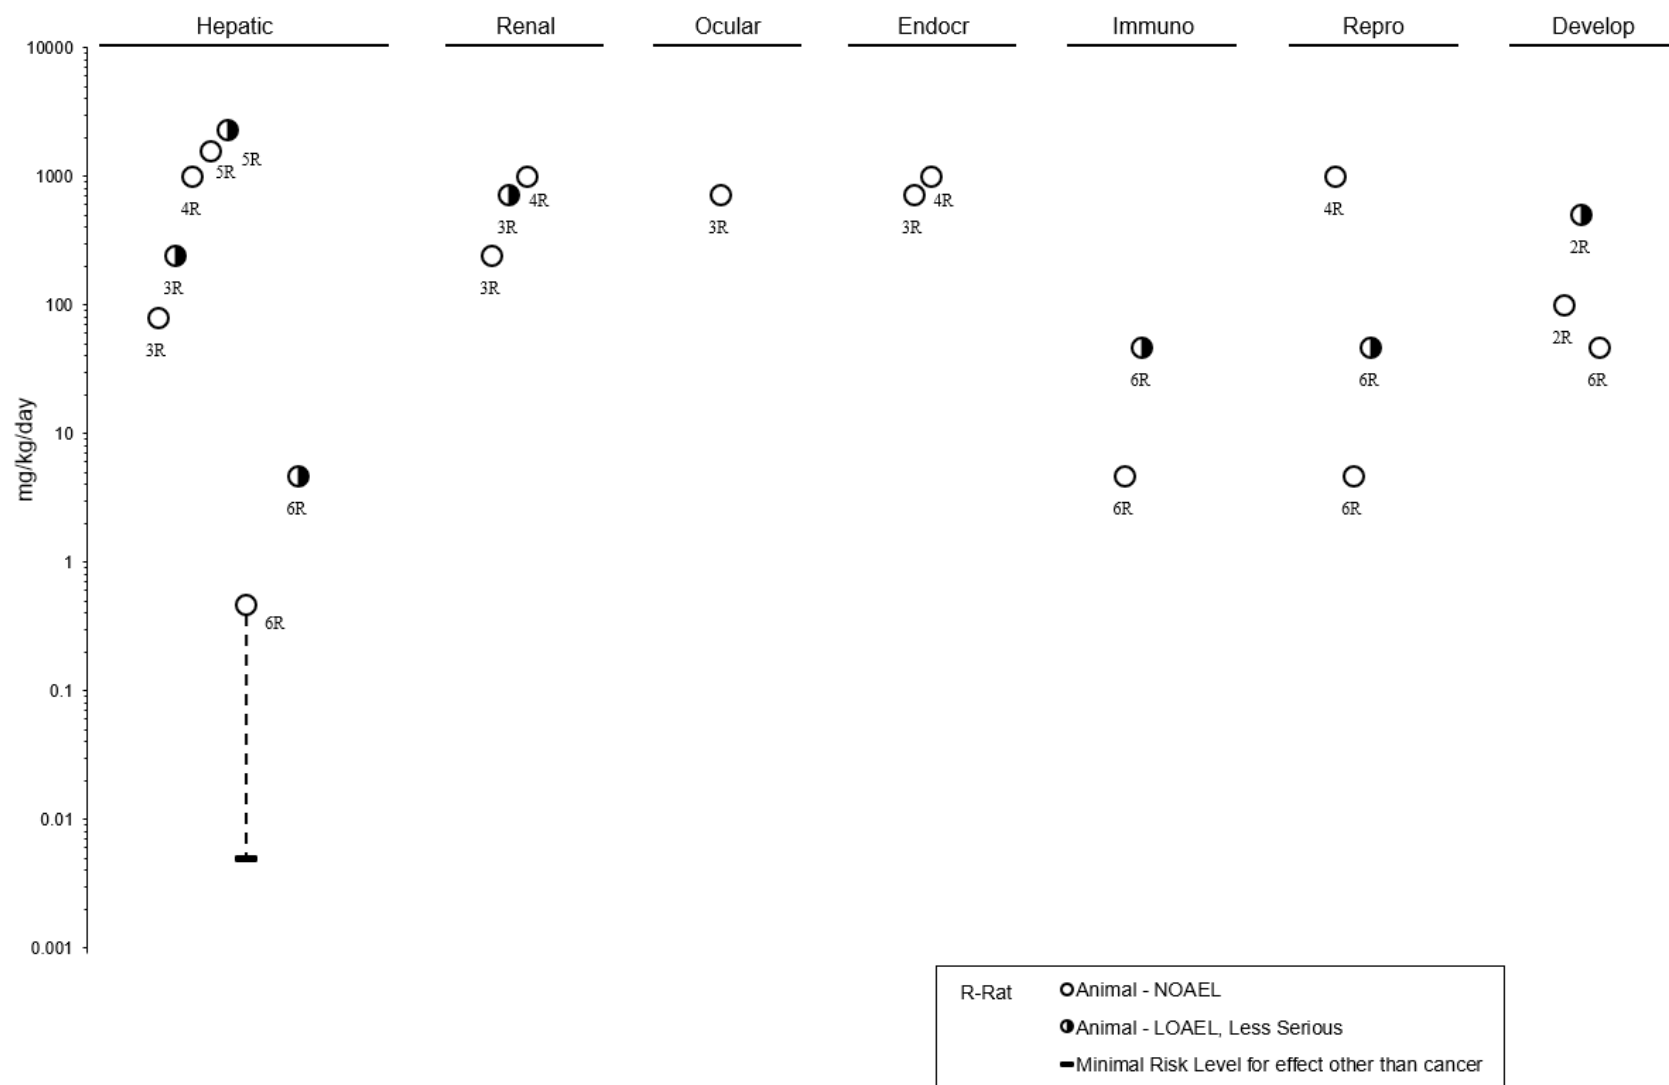 Hepatic Renal Ocular Endocr Immuno Repro Develop
10000
5R
5R
1000
4R 4R 4R 4R
3R 3R 3R 2R
3R 3R
100
3R 2R
6R 6R 6R
mg/kg/day
10
6R 6R 6R
1
6R
0.1
0.01
0.001
R-Rat Animal - NOAEL
Animal - LOAEL, Less Serious
Minimal Risk Level for effect other than cancer